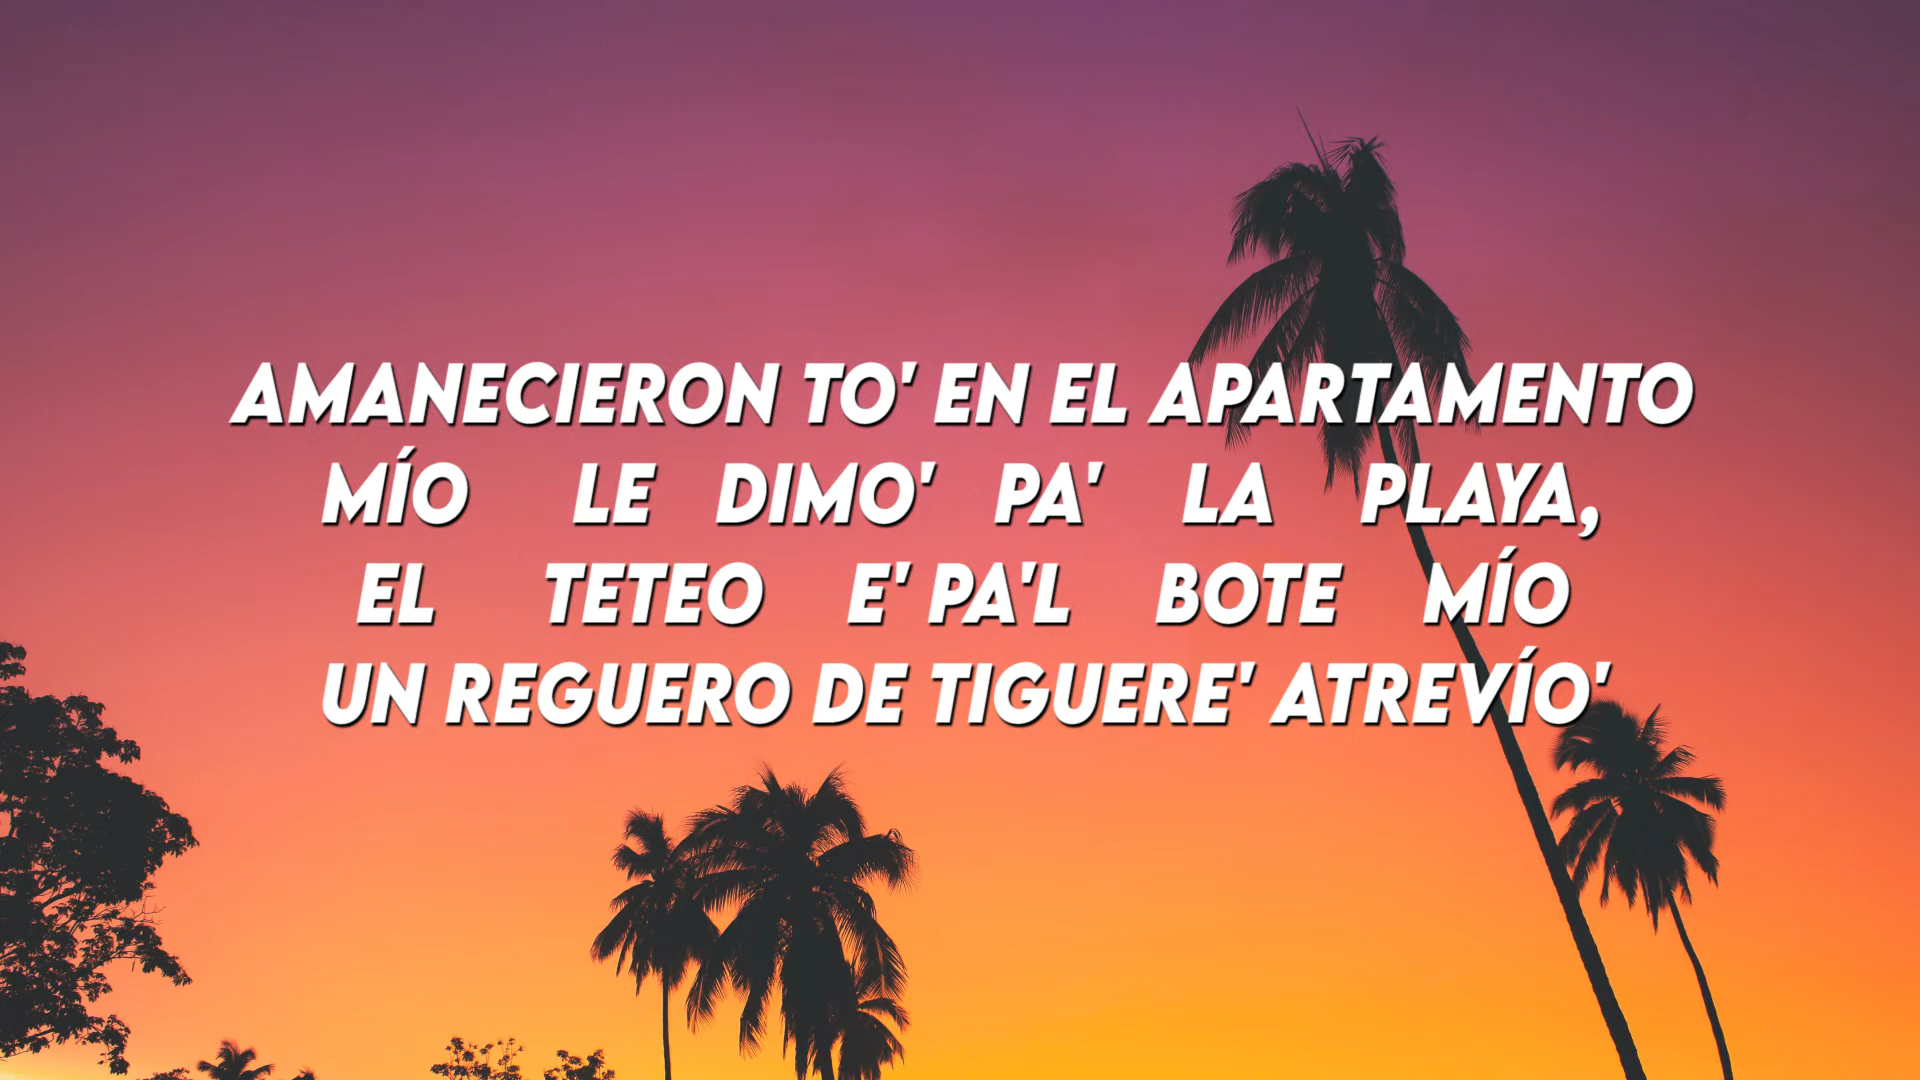 AMANECIERON TO' EN EL APARTAMENTO
MÍO LE DIMO' PA' LA PLAYA,
EL TETEO E' PA'L BOTE MÍO
UN REGUERO DE TIGUERE' ATREVÍO'